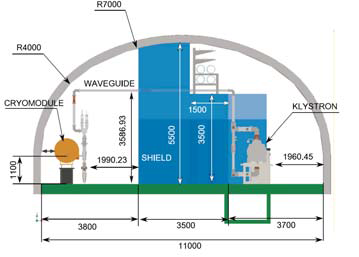 R7000
R4000
WAVEGUIDE
CRYOMODULE
KLYSTRON
1500
3586.93
5500
3500
1100
1990.23
SHIELD
1960.45
3800
3500
3700
11000